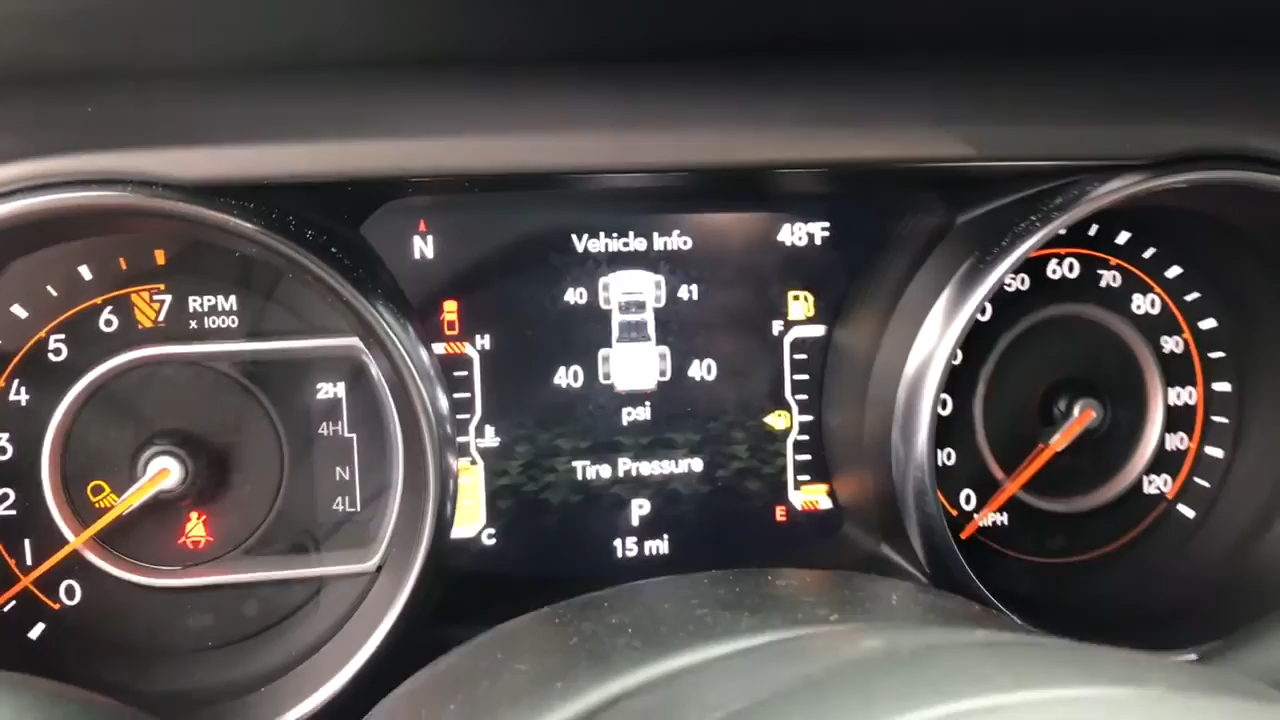 N
Vehicle Info
48°F
40 41
40 40
psi
Tire Pressure
P
15 mi
H
C
F
E
7
6
5
4
3
2
1
0
RPM
x 1000
2H
4H
N
4L
0
10
50
60
70
80
90
100
110
120
MPH